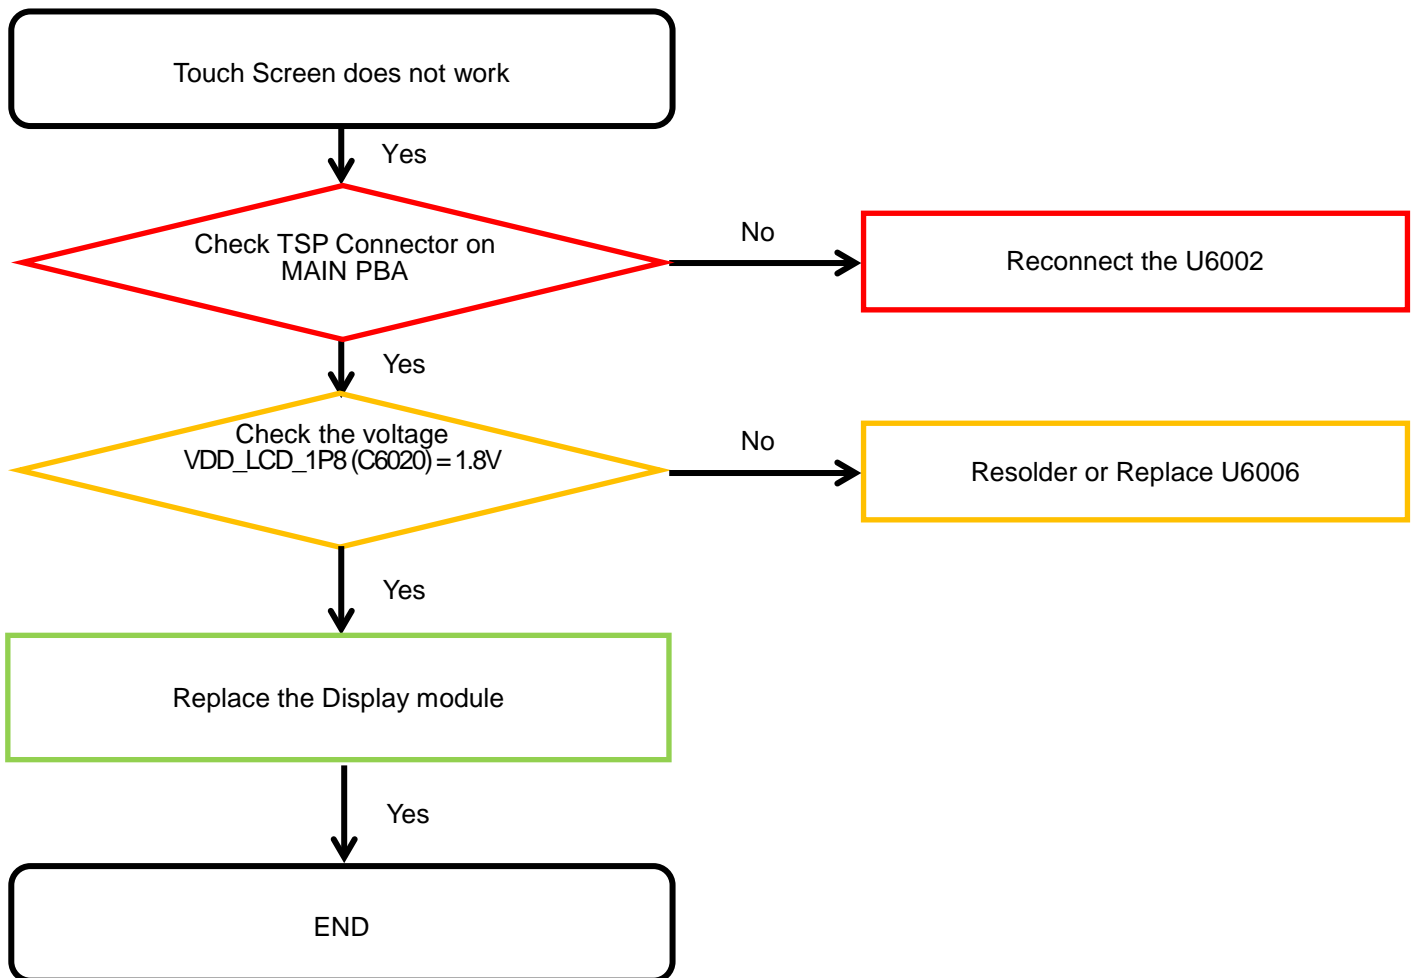 Touch Screen does not work
Yes
Check TSP Connector on
MAIN PBA
No
Reconnect the U6002
Yes
Check the voltage
VDD_LCD_1P8 (C6020) = 1.8V
No
Resolder or Replace U6006
Yes
Replace the Display module
Yes
END